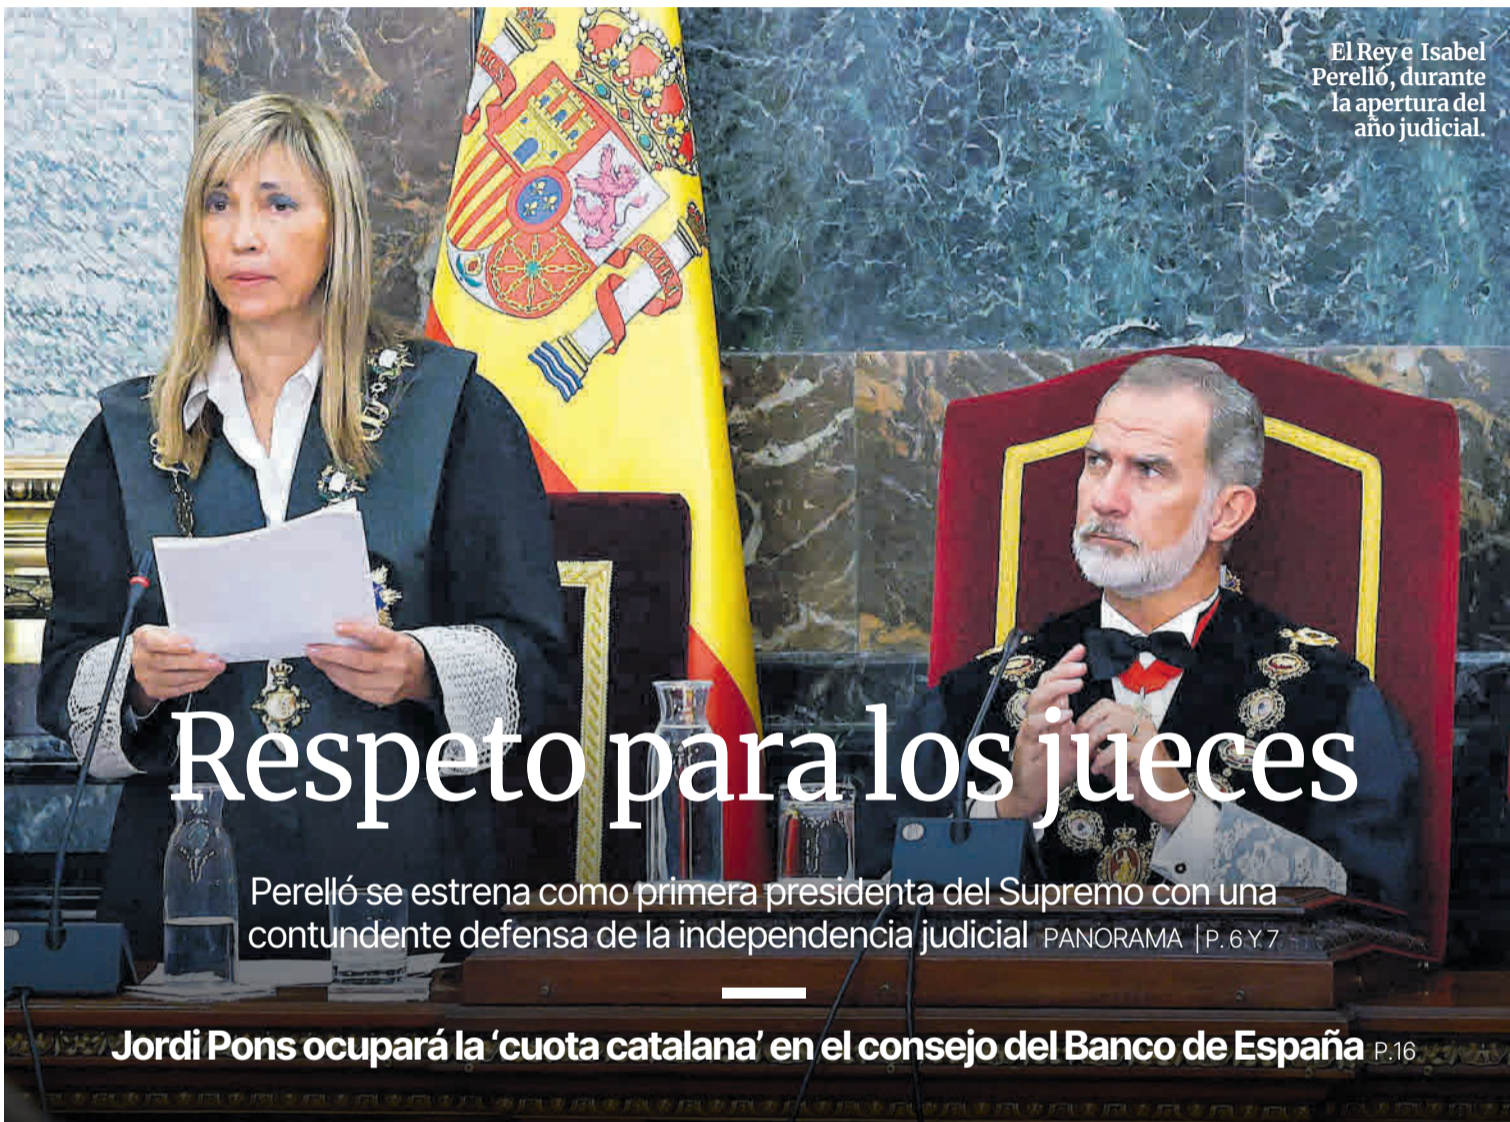 El Rey e Isabel
Perelló, durante
la apertura del
año judicial.
Respeto para los jueces
Perelló se estrena como primera presidenta del Supremo con una
contundente defensa de la independencia judicial PANORAMA | P. 6 Y 7
Jordi Pons ocupará la ‘cuota catalana’ en el consejo del Banco de España P.16